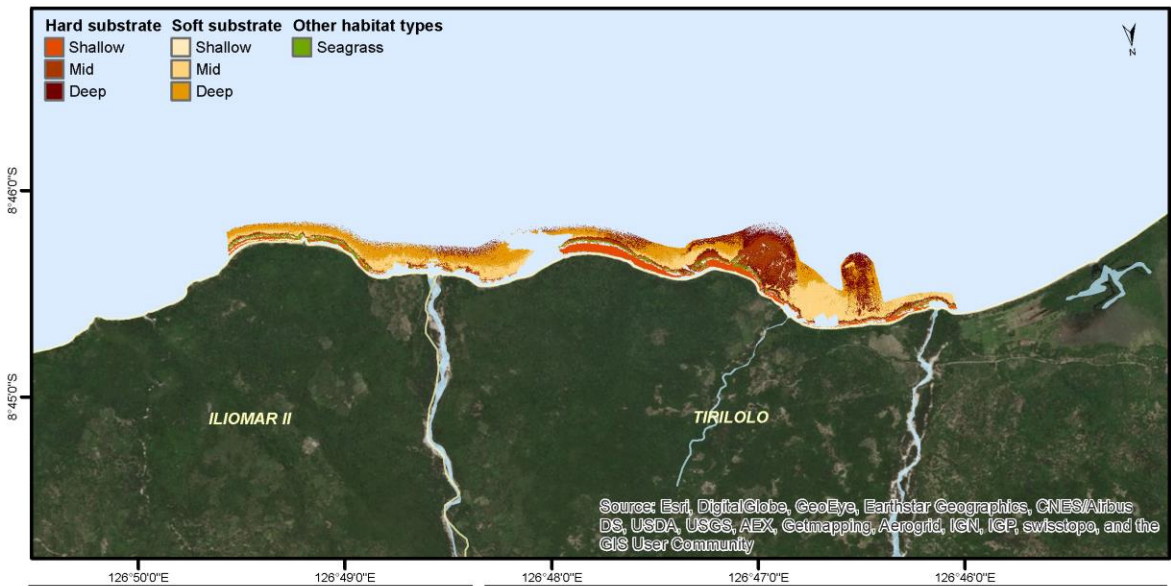 Hard substrate Soft substrate Other habitat types
Shallow Shallow Seagrass
Mid Mid
Deep Deep
N
8°46'0"S
8°45'0"S
ILIOMAR II
TIRILOLO
Source: Esri, DigitalGlobe, GeoEye, Earthstar Geographics, CNES/Airbus
DS, USDA, USGS, AEX, Getmapping, Aerogrid, IGN, IGP, swisstopo, and the
GIS User Community
126°50'0"E 126°49'0"E 126°48'0"E 126°47'0"E 126°46'0"E